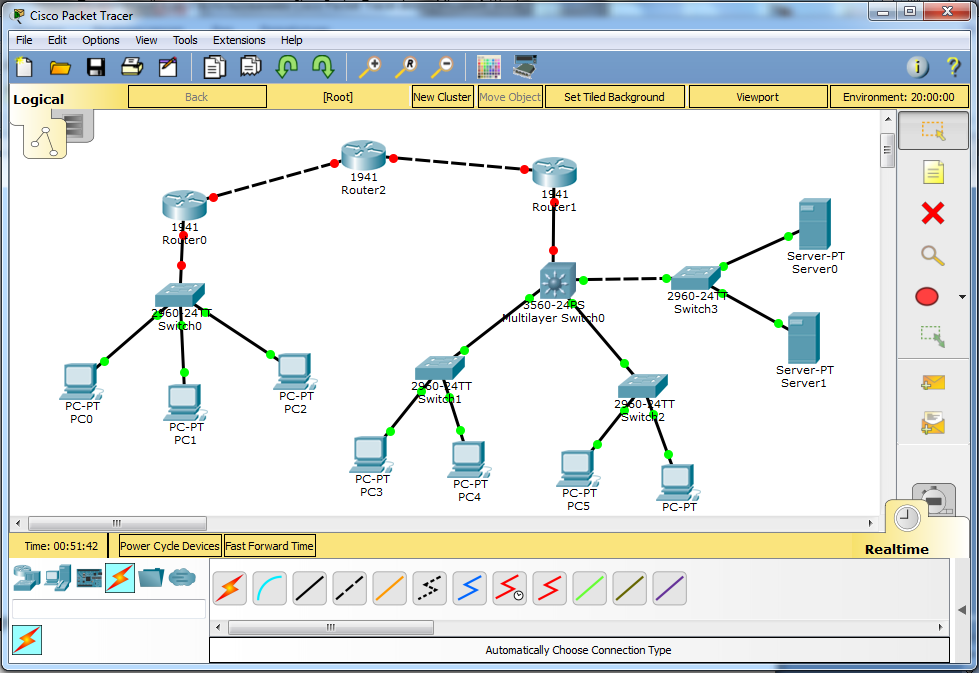 Cisco Packet Tracer
File Edit Options View Tools Extensions Help
Logical
Back
[Root]
New Cluster
Move Object
Set Tiled Background
Viewport
Environment: 20:00:00
1941
Router2
1941
Router1
1941
Router0
Server-PT
Server0
2960-24TT
Switch3
3560-24PS
Multilayer Switch0
2960-24TT
Switch0
Server-PT
Server1
2960-24TT
Switch1
2960-24TT
Switch2
PC-PT
PC0
PC-PT
PC1
PC-PT
PC2
PC-PT
PC3
PC-PT
PC4
PC-PT
PC5
PC-PT
Time: 00:51:42
Power Cycle Devices
Fast Forward Time
Realtime
Automatically Choose Connection Type